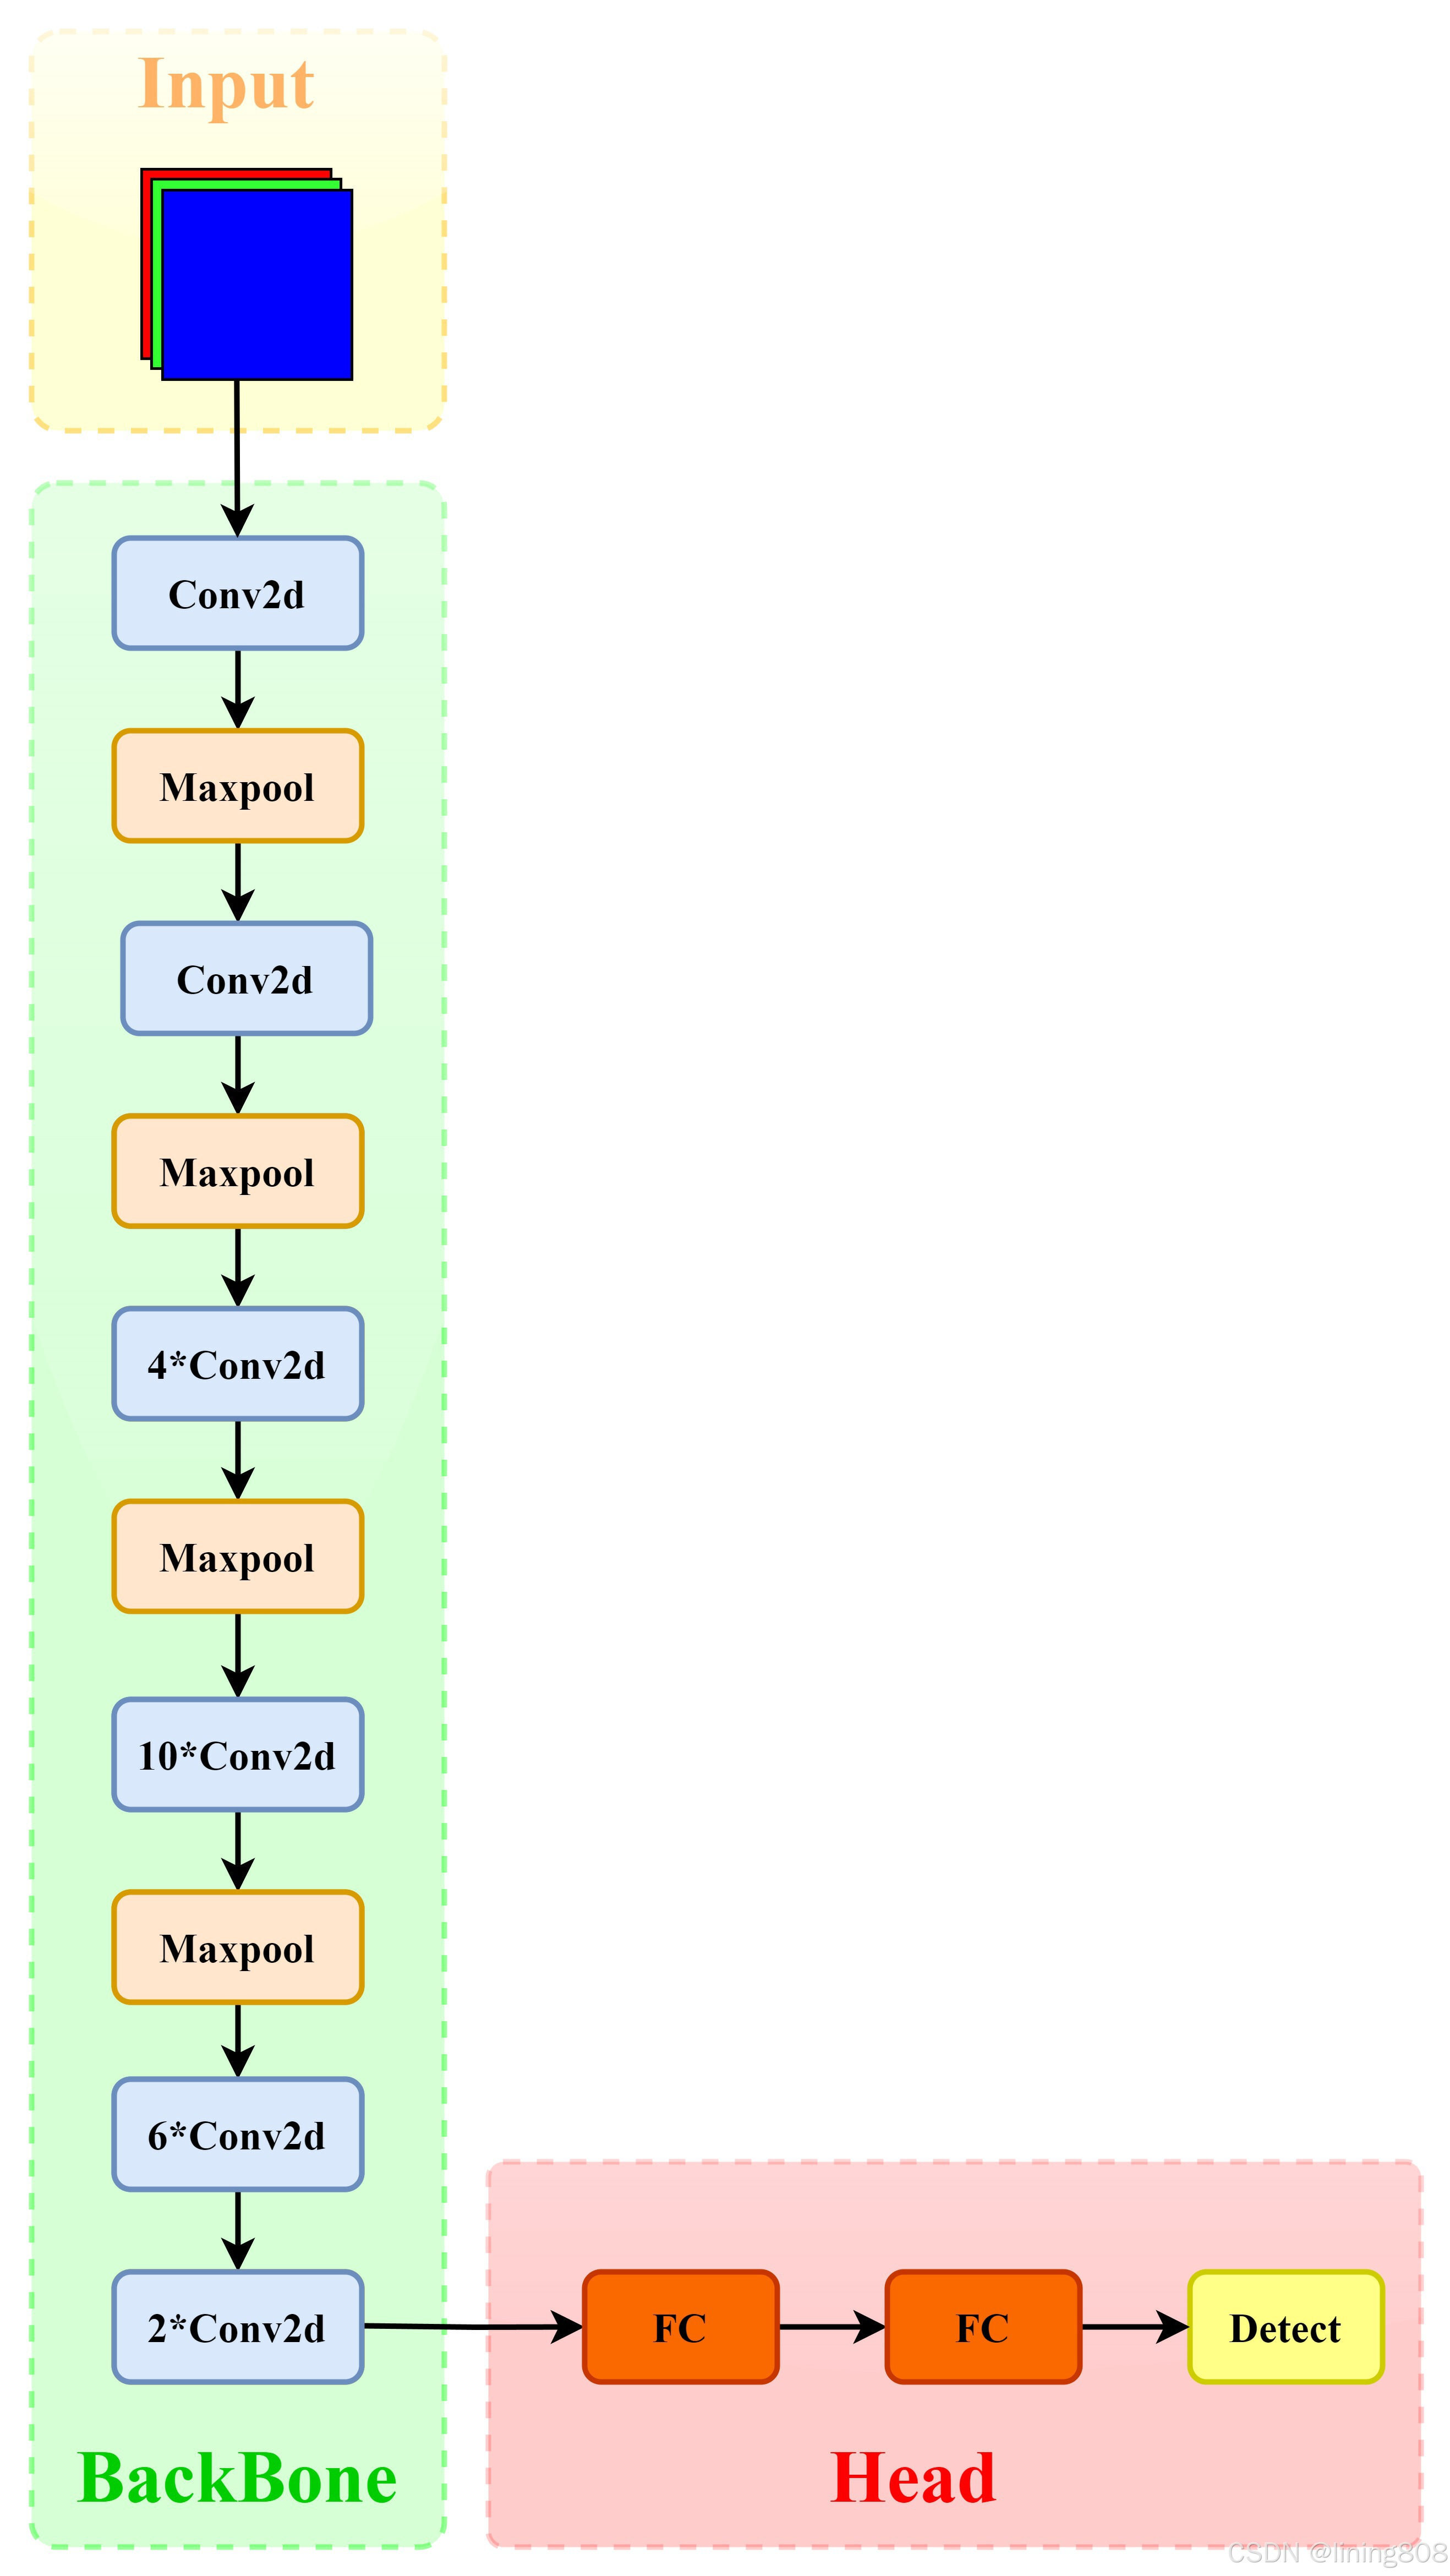 Input
Conv2d
Maxpool
Conv2d
Maxpool
4*Conv2d
Maxpool
10*Conv2d
Maxpool
6*Conv2d
2*Conv2d
FC
FC
Detect
BackBone
Head
CSDN @lining808